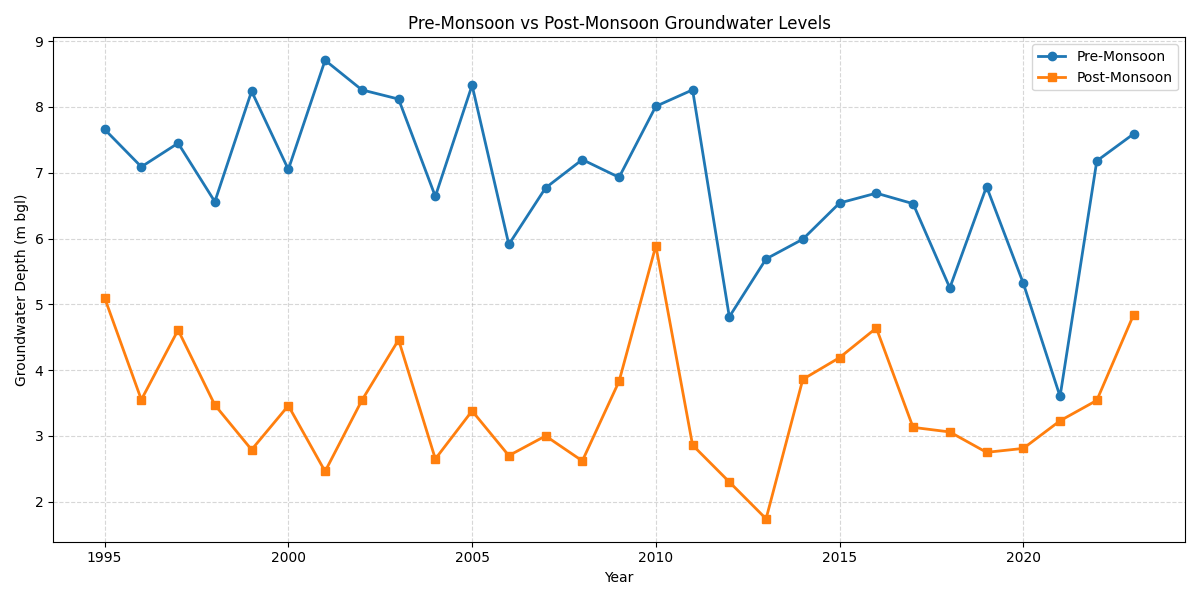 Pre-Monsoon vs Post-Monsoon Groundwater Levels
Pre-Monsoon
Post-Monsoon
Groundwater Depth (m bgl)
9
8
7
6
5
4
3
2
1995 2000 2005 2010 2015 2020
Year